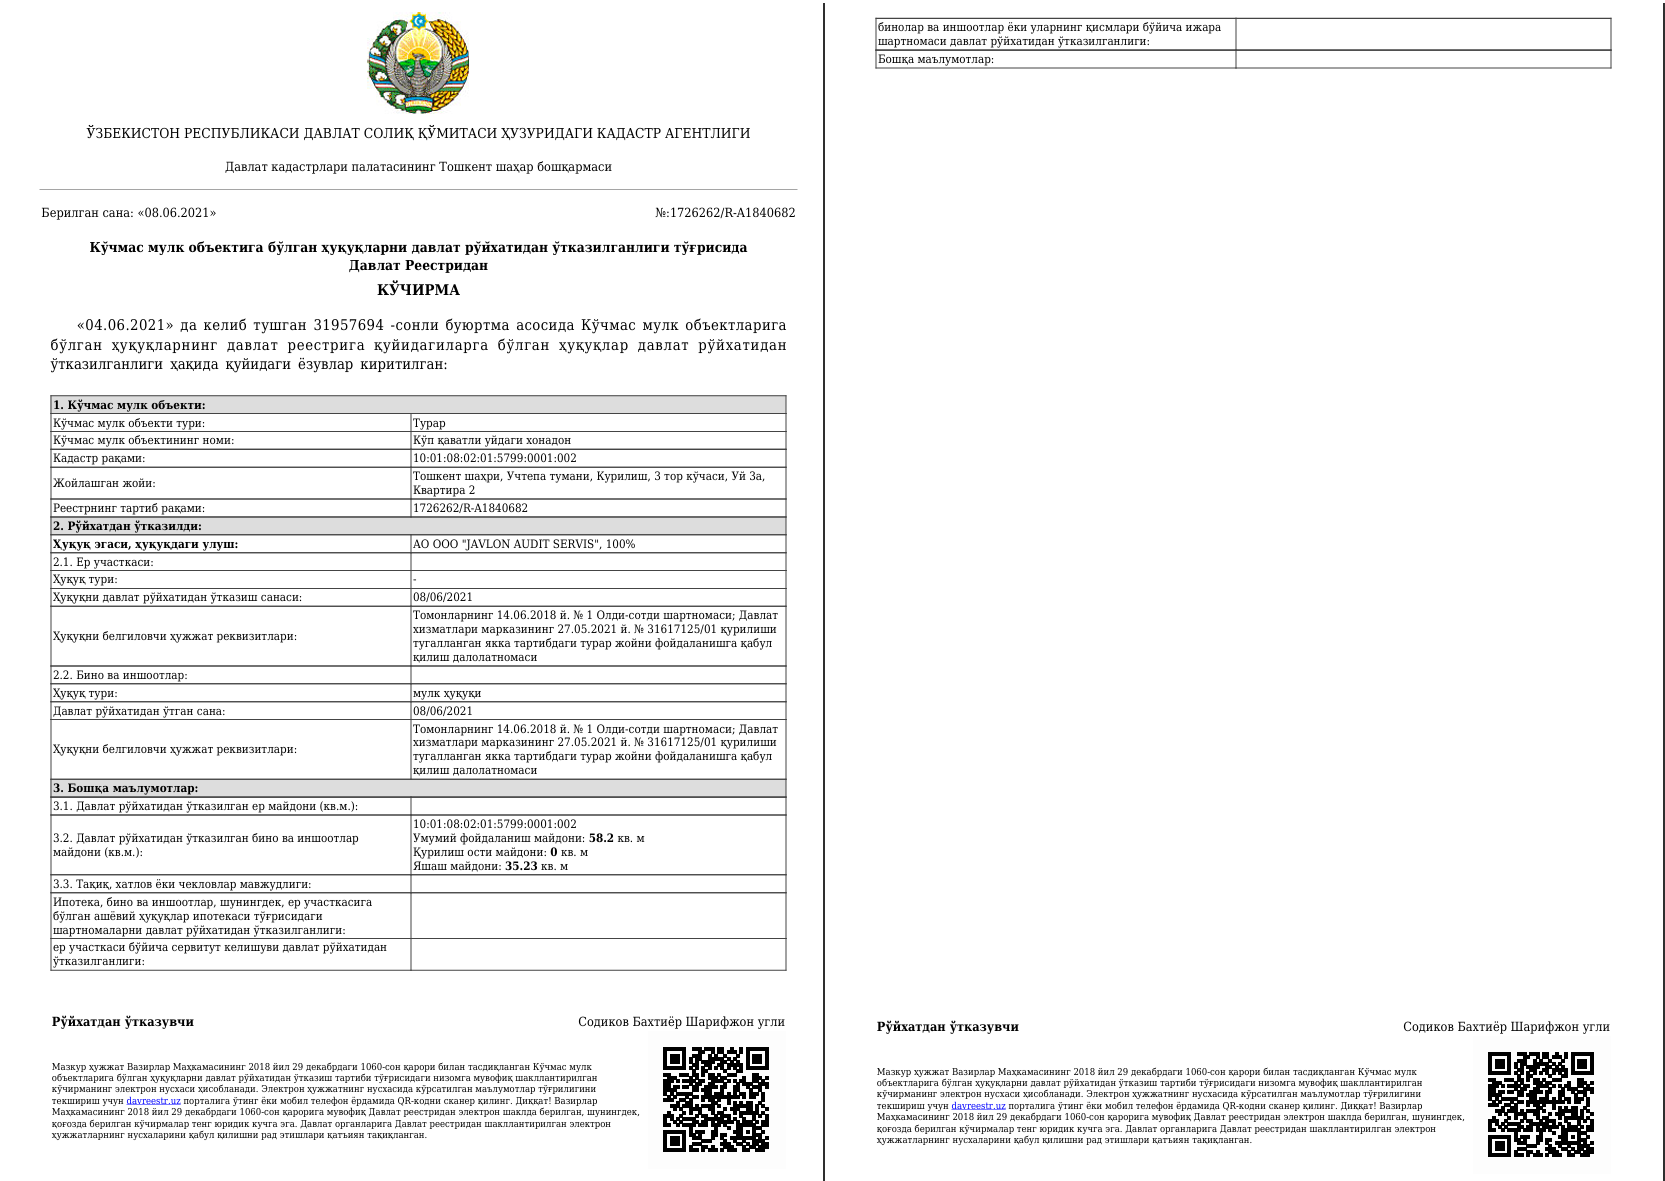 ЎЗБЕКИСТОН РЕСПУБЛИКАСИ ДАВЛАТ СОЛИҚ ҚЎМИТАСИ ҲУЗУРИДАГИ КАДАСТР АГЕНТЛИГИ
Давлат кадастрлари палатасининг Тошкент шаҳар бошқармаси
Берилган сана: «08.06.2021» №:1726262/R-A1840682
Кўчмас мулк объектига бўлган ҳуқуқларни давлат рўйхатидан ўтказилганлиги тўғрисида
Давлат Реестридан
КЎЧИРМА
«04.06.2021» да келиб тушган 31957694 -сонли буюртма асосида Кўчмас мулк объектларига
бўлган ҳуқуқларнинг давлат реестрига қуйидагиларга бўлган ҳуқуқлар давлат рўйхатидан
ўтказилганлиги ҳақида қуйидаги ёзувлар киритилган:
1. Кўчмас мулк объекти:
Кўчмас мулк объекти тури: Турар
Кўчмас мулк объектининг номи: Кўп қаватли уйдаги хонадон
Кадастр рақами: 10:01:08:02:01:5799:0001:002
Жойлашган жойи: Тошкент шаҳри, Учтепа тумани, Курилиш, 3 тор кўчаси, Уй 3а,
Квартира 2
Реестрнинг тартиб рақами: 1726262/R-A1840682
2. Рўйхатдан ўтказилди:
Ҳуқуқ эгаси, ҳуқуқдаги улуш: АО ООО "JAVLON AUDIT SERVIS", 100%
2.1. Ер участкаси:
Ҳуқуқ тури: -
Ҳуқуқни давлат рўйхатидан ўтказиш санаси: 08/06/2021
Ҳуқуқни белгиловчи ҳужжат реквизитлари: Томонларнинг 14.06.2018 й. № 1 Олди-сотди шартномаси; Давлат
хизматлари марказининг 27.05.2021 й. № 31617125/01 қурилиши
тугалланган якка тартибдаги турар жойни фойдаланишга қабул
қилиш далолатномаси
2.2. Бино ва иншоотлар:
Ҳуқуқ тури: мулк ҳуқуқи
Давлат рўйхатидан ўтган сана: 08/06/2021
Ҳуқуқни белгиловчи ҳужжат реквизитлари: Томонларнинг 14.06.2018 й. № 1 Олди-сотди шартномаси; Давлат
хизматлари марказининг 27.05.2021 й. № 31617125/01 қурилиши
тугалланган якка тартибдаги турар жойни фойдаланишга қабул
қилиш далолатномаси
3. Бошқа маълумотлар:
3.1. Давлат рўйхатидан ўтказилган ер майдони (кв.м.):
3.2. Давлат рўйхатидан ўтказилган бино ва иншоотлар
майдони (кв.м.):
10:01:08:02:01:5799:0001:002
Умумий фойдаланиш майдони: 58.2 кв. м
Қурилиш ости майдони: 0 кв. м
Яшаш майдони: 35.23 кв. м
3.3. Тақиқ, хатлов ёки чекловлар мавжудлиги:
Ипотека, бино ва иншоотлар, шунингдек, ер участкасига
бўлган ашёвий ҳуқуқлар ипотекаси тўғрисидаги
шартномаларни давлат рўйхатидан ўтказилганлиги:
ер участкаси бўйича сервитут келишуви давлат рўйхатидан
ўтказилганлиги:
Рўйхатдан ўтказувчи Содиков Бахтиёр Шарифжон угли
Мазкур ҳужжат Вазирлар Маҳкамасининг 2018 йил 29 декабрдаги 1060-сон қарори билан тасдиқланган Кўчмас мулк
объектларига бўлган ҳуқуқларни давлат рўйхатидан ўтказиш тартиби тўғрисидаги низомга мувофиқ шакллантирилган
кўчирманинг электрон нусхаси ҳисобланади. Электрон ҳужжатнинг нусхасида кўрсатилган маълумотлар тўғрилигини
текшириш учун davreestr.uz порталига ўтинг ёки мобил телефон ёрдамида QR-кодни сканер қилинг. Диққат! Вазирлар
Маҳкамасининг 2018 йил 29 декабрдаги 1060-сон қарорига мувофиқ Давлат реестридан электрон шаклда берилган, шунингдек,
қоғозда берилган кўчирмалар тенг юридик кучга эга. Давлат органларига Давлат реестридан шакллантирилган электрон
ҳужжатларнинг нусхаларини қабул қилишни рад этишлари қатъиян тақиқланган.
бинолар ва иншоотлар ёки уларнинг қисмлари бўйича ижара
шартномаси давлат рўйхатидан ўтказилганлиги:
Бошқа маълумотлар:
Рўйхатдан ўтказувчи Содиков Бахтиёр Шарифжон угли
Мазкур ҳужжат Вазирлар Маҳкамасининг 2018 йил 29 декабрдаги 1060-сон қарори билан тасдиқланган Кўчмас мулк
объектларига бўлган ҳуқуқларни давлат рўйхатидан ўтказиш тартиби тўғрисидаги низомга мувофиқ шакллантирилган
кўчирманинг электрон нусхаси ҳисобланади. Электрон ҳужжатнинг нусхасида кўрсатилган маълумотлар тўғрилигини
текшириш учун davreestr.uz порталига ўтинг ёки мобил телефон ёрдамида QR-кодни сканер қилинг. Диққат! Вазирлар
Маҳкамасининг 2018 йил 29 декабрдаги 1060-сон қарорига мувофиқ Давлат реестридан электрон шаклда берилган, шунингдек,
қоғозда берилган кўчирмалар тенг юридик кучга эга. Давлат органларига Давлат реестридан шакллантирилган электрон
ҳужжатларнинг нусхаларини қабул қилишни рад этишлари қатъиян тақиқланган.